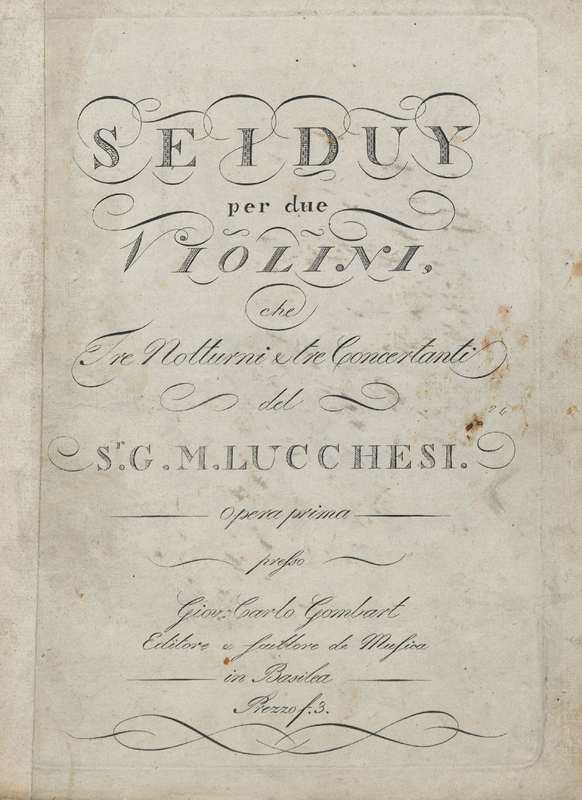 SEI DUY
per due
VIOLINI,
che
Tre Notturni e tre Concertanti
del
Sr. G. M. LUCCHESI.
opera prima
presso
Giov: Carlo Gombart
Editore e de Musica
in Basilea
Prezzo f. 3.